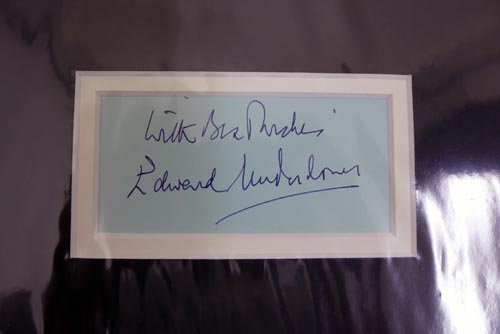 With Best Wishes
Edward Underdown